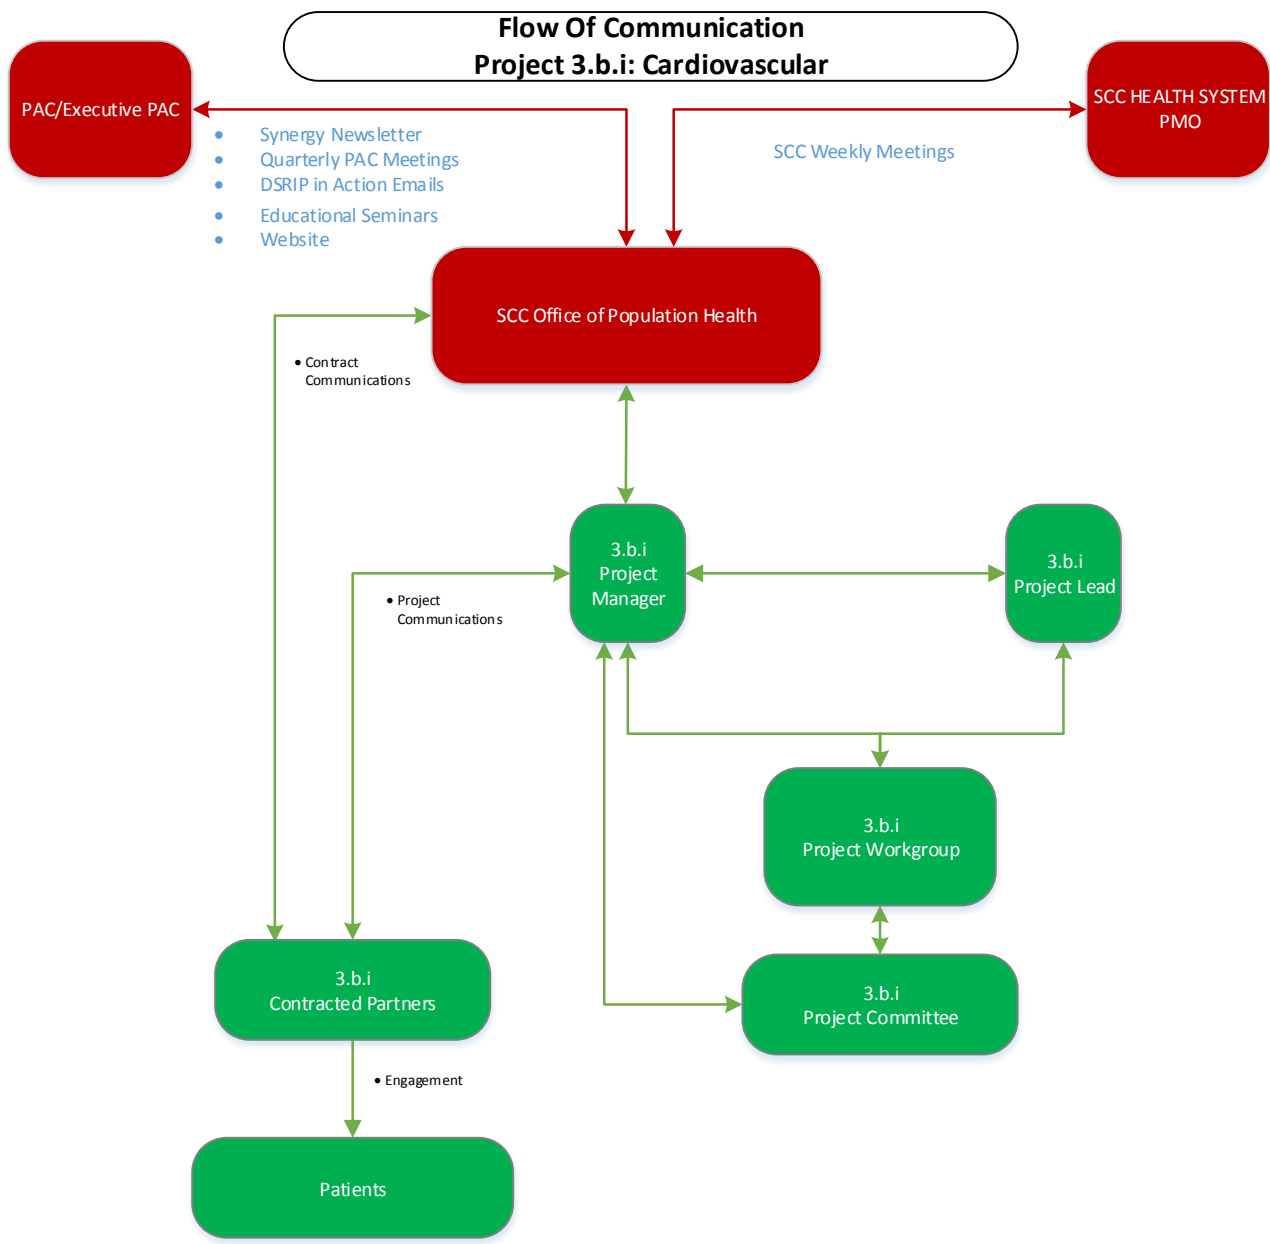 Flow Of Communication
Project 3.b.i: Cardiovascular
PAC/Executive PAC
SCC HEALTH SYSTEM
PMO
• Synergy Newsletter
• Quarterly PAC Meetings
• DSRIP in Action Emails
• Educational Seminars
• Website
SCC Weekly Meetings
SCC Office of Population Health
• Contract
Communications
3.b.i
Project
Manager
3.b.i
Project Lead
• Project
Communications
3.b.i
Project Workgroup
3.b.i
Contracted Partners
3.b.i
Project Committee
• Engagement
Patients